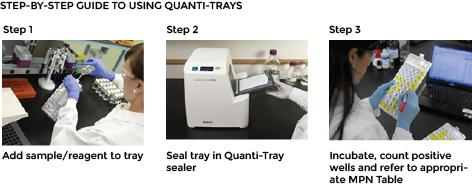 STEP-BY-STEP GUIDE TO USING QUANTI-TRAYS
Step 1
Step 2
Step 3
Add sample/reagent to tray
Seal tray in Quanti-Tray
sealer
Incubate, count positive
wells and refer to appropri-
ate MPN Table